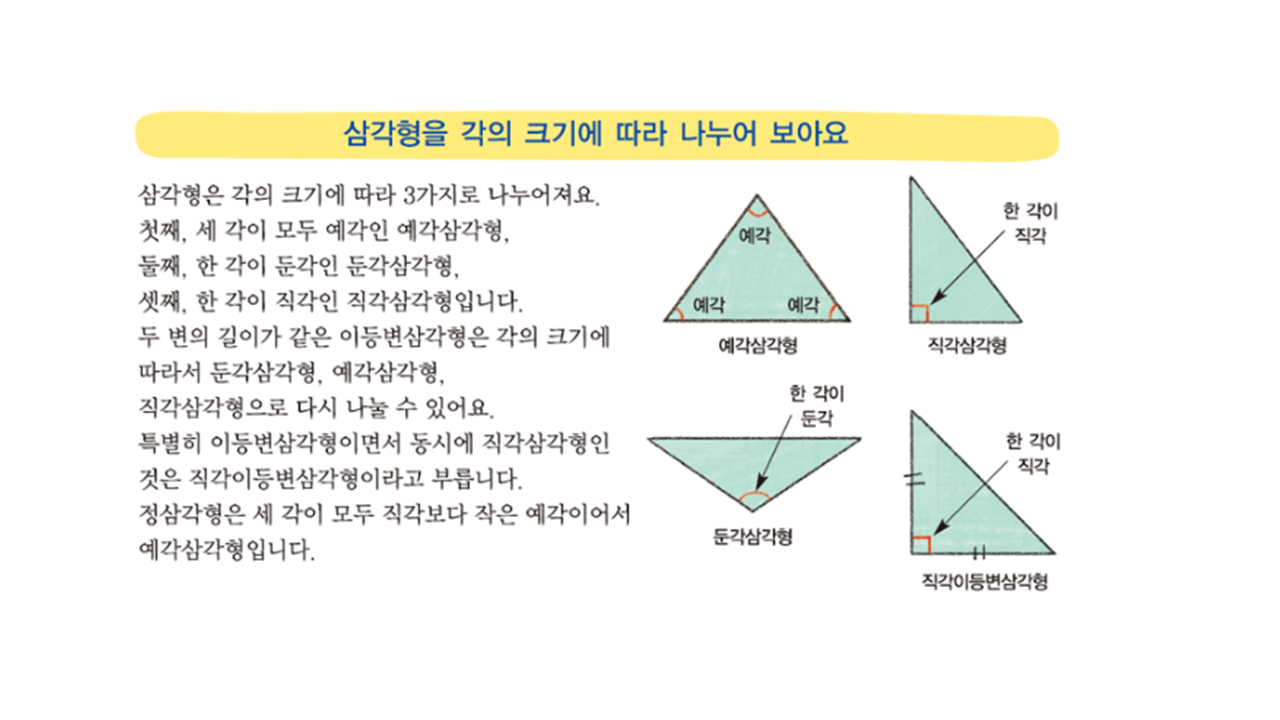 삼각형을 각의 크기에 따라 나누어 보아요
삼각형은 각의 크기에 따라 3가지로 나누어져요.
첫째, 세 각이 모두 예각인 예각삼각형,
둘째, 한 각이 둔각인 둔각삼각형,
셋째, 한 각이 직각인 직각삼각형입니다.
두 변의 길이가 같은 이등변삼각형은 각의 크기에
따라서 둔각삼각형, 예각삼각형,
직각삼각형으로 다시 나눌 수 있어요.
특별히 이등변삼각형이면서 동시에 직각삼각형인
것은 직각이등변삼각형이라고 부릅니다.
정삼각형은 세 각이 모두 직각보다 작은 예각이어서
예각삼각형입니다.
예각
예각
예각
예각삼각형
한 각이
직각
직각삼각형
한 각이
둔각
둔각삼각형
한 각이
직각
직각이등변삼각형